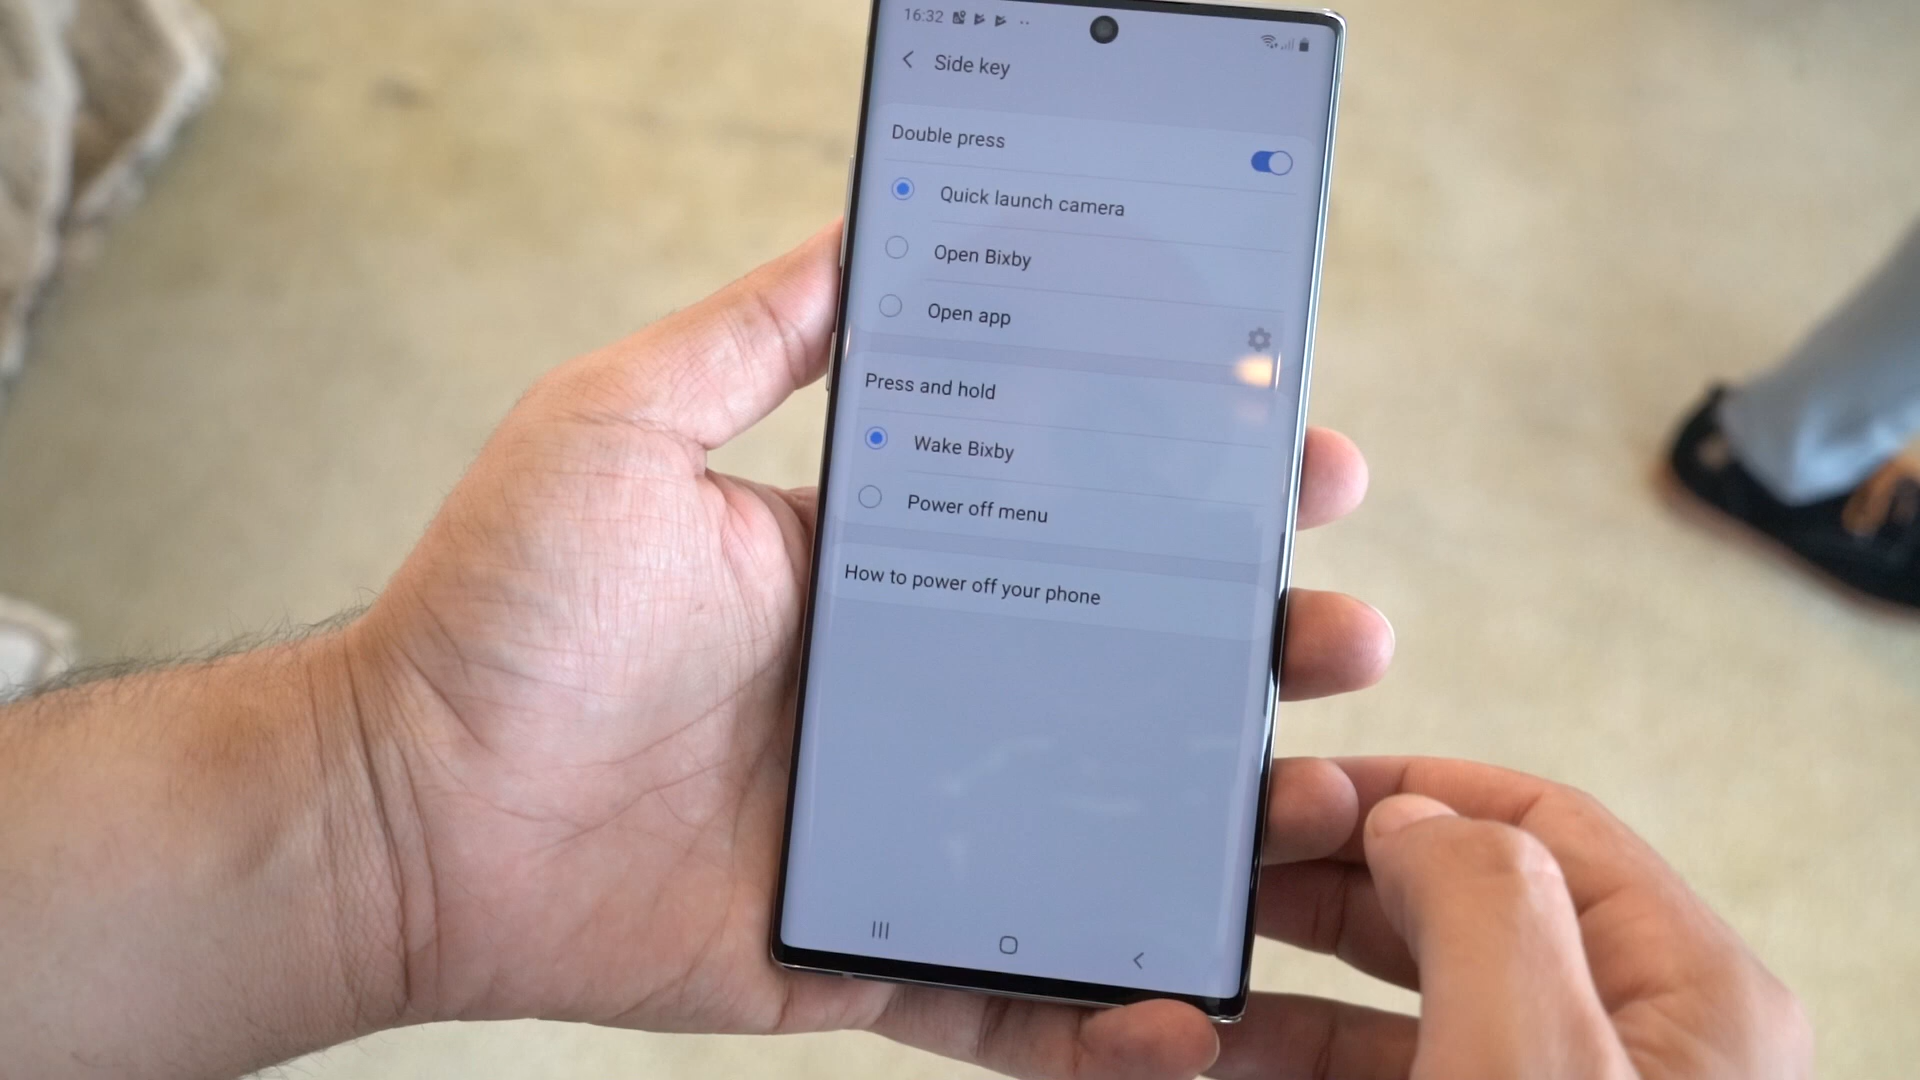 16:32
Side key
Double press
Quick launch camera
Open Bixby
Open app
Press and hold
Wake Bixby
Power off menu
How to power off your phone